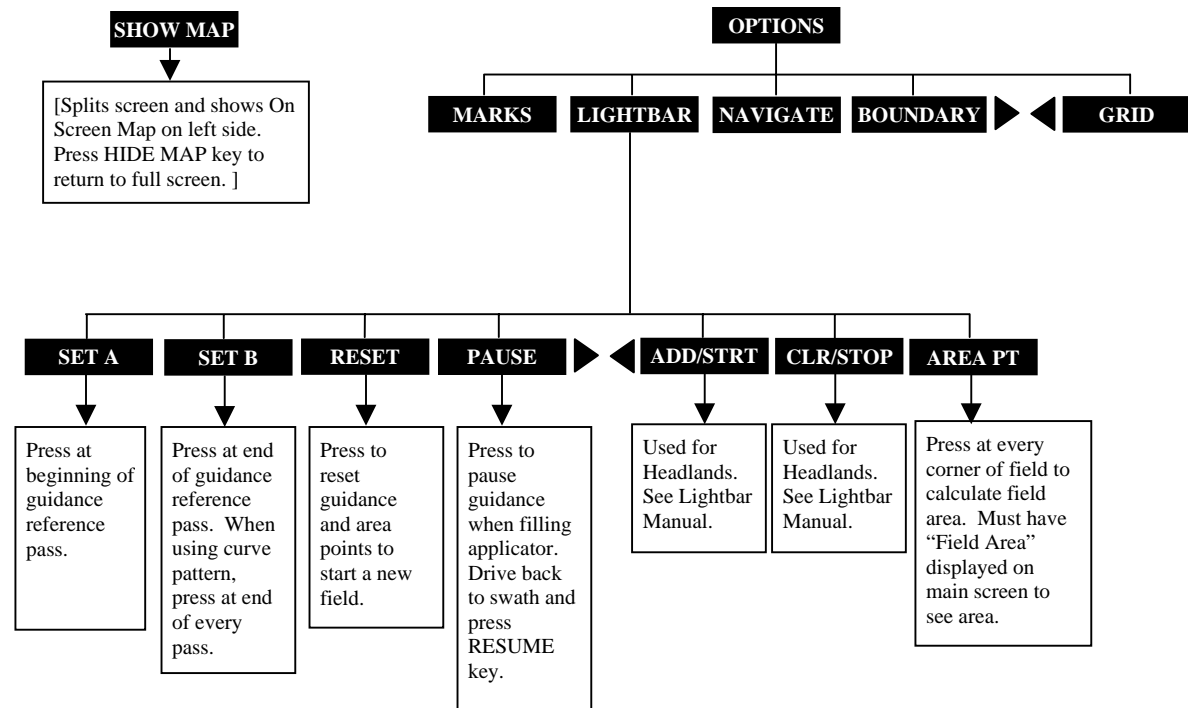 SHOW MAP
[Splits screen and shows On
Screen Map on left side.
Press HIDE MAP key to
return to full screen. ]
OPTIONS
MARKS
LIGHTBAR
NAVIGATE
BOUNDARY
GRID
SET A
SET B
RESET
PAUSE
ADD/STRT
CLR/STOP
AREA PT
Press at
beginning of
guidance
reference
pass.
Press at end
of guidance
reference
pass.  When
using curve
pattern,
press at end
of every
pass.
Press to
reset
guidance
and area
points to
start a new
field.
Press to
pause
guidance
when filling
applicator.
Drive back
to swath and
press
RESUME
key.
Used for
Headlands.
See Lightbar
Manual.
Used for
Headlands.
See Lightbar
Manual.
Press at every
corner of field to
calculate field
area.  Must have
“Field Area”
displayed on
main screen to
see area.